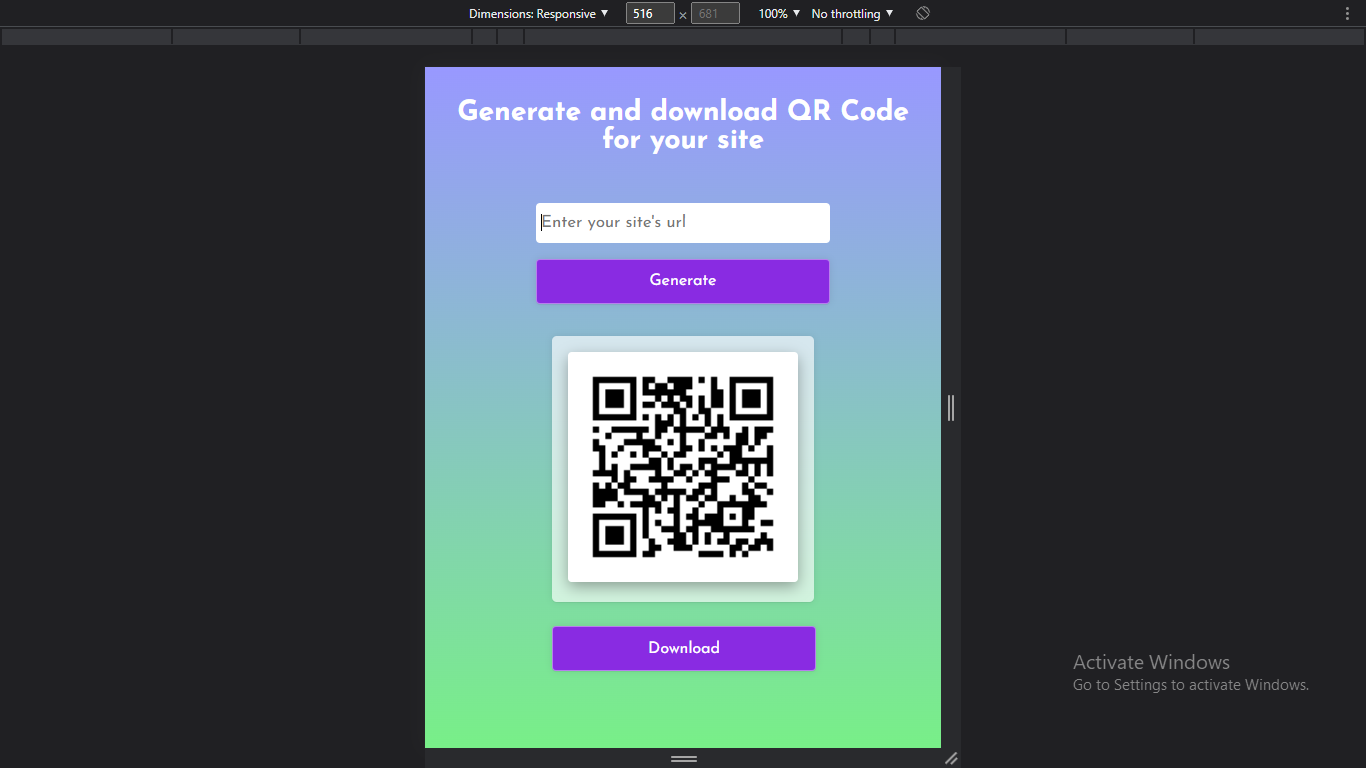 Dimensions: Responsive 516 × 681 100% No throttling
Generate and download QR Code
for your site
Enter your site's url
Generate
Download
Activate Windows
Go to Settings to activate Windows.